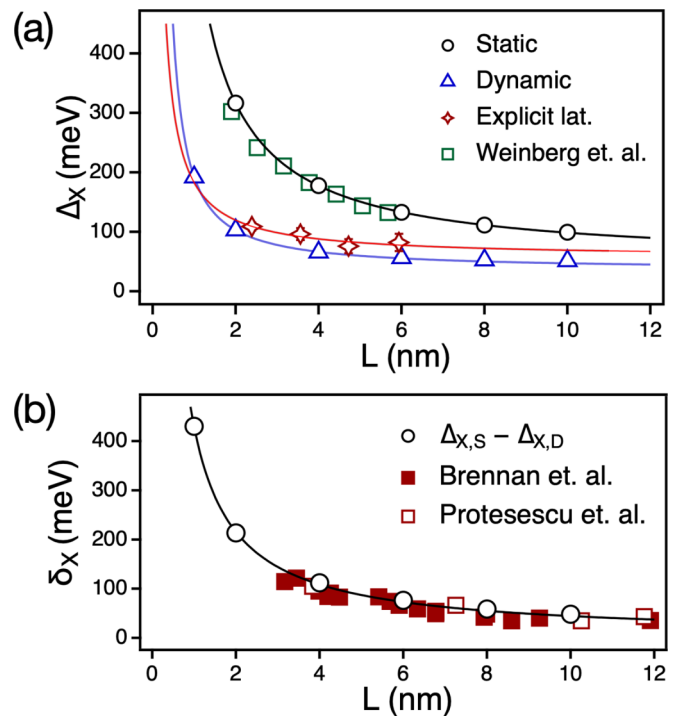 (a)
400
300
200
100
0
Δ_X (meV)
Static
Dynamic
Explicit lat.
Weinberg et. al.
0 2 4 6 8 10 12
L (nm)
(b)
400
300
200
100
0
δ_X (meV)
Δ_X,S − Δ_X,D
Brennan et. al.
Protesescu et. al.
0 2 4 6 8 10 12
L (nm)